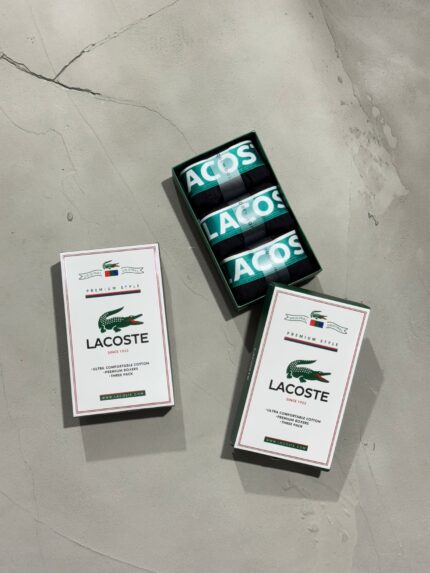 LACOST
LACOS
LACOS
PREMIUM STYLE
LACOSTE
SINCE 1933
•ULTRA COMFORTABLE COTTON
•PREMIUM BOXERS
•THREE PACK
PREMIUM STYLE
LACOSTE
SINCE 1933
•ULTRA COMFORTABLE COTTON
•PREMIUM BOXERS
•THREE PACK